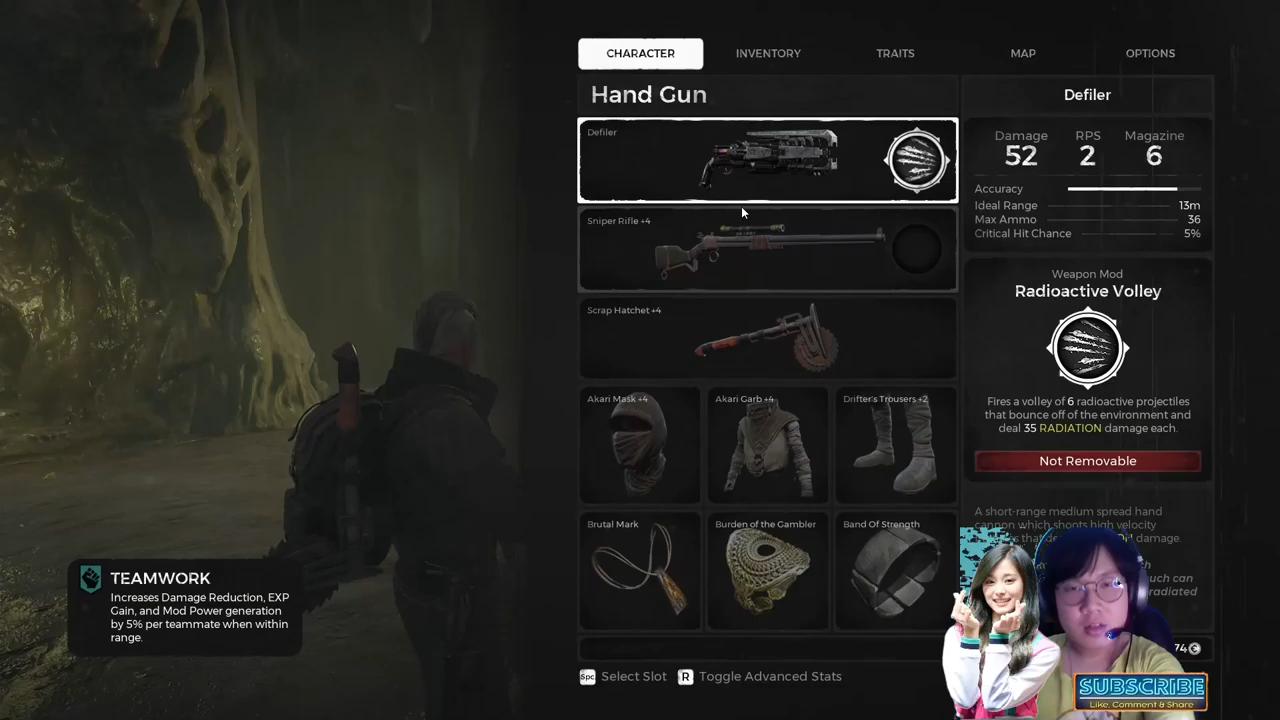 CHARACTER
INVENTORY
TRAITS
MAP
OPTIONS
Hand Gun
Defiler
Sniper Rifle +4
Scrap Hatchet +4
Akari Mask +4
Akari Garb +4
Drifter's Trousers +2
Brutal Mark
Burden of the Gambler
Band Of Strength
Defiler
Damage RPS Magazine
52 2 6
Accuracy
Ideal Range 13m
Max Ammo 36
Critical Hit Chance 5%
Weapon Mod
Radioactive Volley
Fires a volley of 6 radioactive projectiles
that bounce off of the environment and
deal 35 RADIATION damage each.
Not Removable
A short-range medium spread hand
cannon which shoots high velocity
damage.
much can
radiated
74
TEAMWORK
Increases Damage Reduction, EXP
Gain, and Mod Power generation
by 5% per teammate when within
range.
Spc Select Slot R Toggle Advanced Stats
SUBSCRIBE
Like, Comment & Share